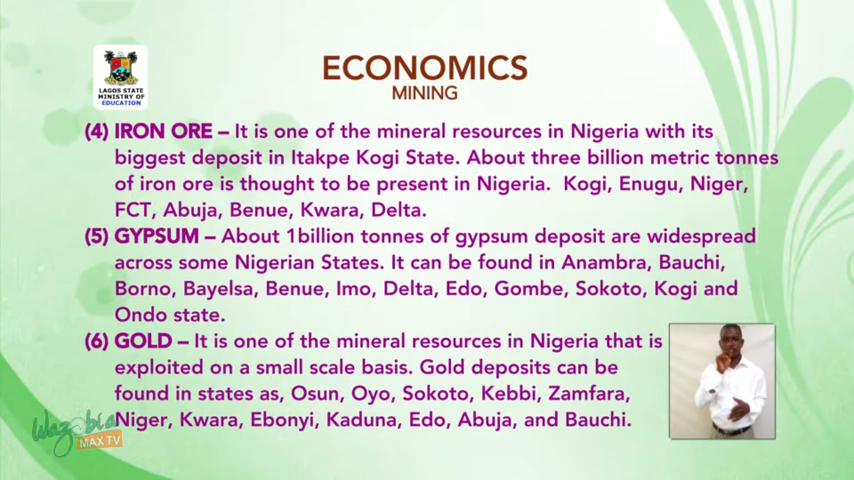 LAGOS STATE
MINISTRY OF
EDUCATION
ECONOMICS
MINING
(4) IRON ORE – It is one of the mineral resources in Nigeria with its
biggest deposit in Itakpe Kogi State. About three billion metric tonnes
of iron ore is thought to be present in Nigeria. Kogi, Enugu, Niger,
FCT, Abuja, Benue, Kwara, Delta.
(5) GYPSUM – About 1billion tonnes of gypsum deposit are widespread
across some Nigerian States. It can be found in Anambra, Bauchi,
Borno, Bayelsa, Benue, Imo, Delta, Edo, Gombe, Sokoto, Kogi and
Ondo state.
(6) GOLD – It is one of the mineral resources in Nigeria that is
exploited on a small scale basis. Gold deposits can be
found in states as, Osun, Oyo, Sokoto, Kebbi, Zamfara,
Niger, Kwara, Ebonyi, Kaduna, Edo, Abuja, and Bauchi.
Wazobia
MAX TV